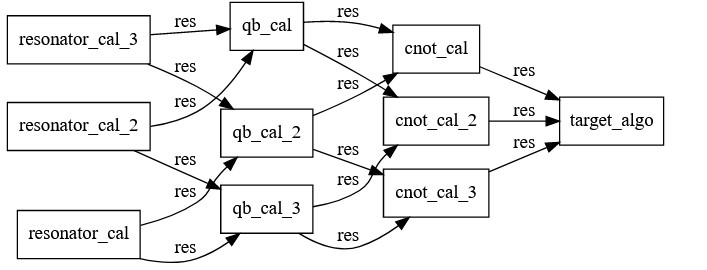 resonator_cal_3
resonator_cal_2
resonator_cal
res
res
res
res
res
res
qb_cal
qb_cal_2
qb_cal_3
res
res
res
res
res
res
cnot_cal
cnot_cal_2
cnot_cal_3
res
res
res
target_algo